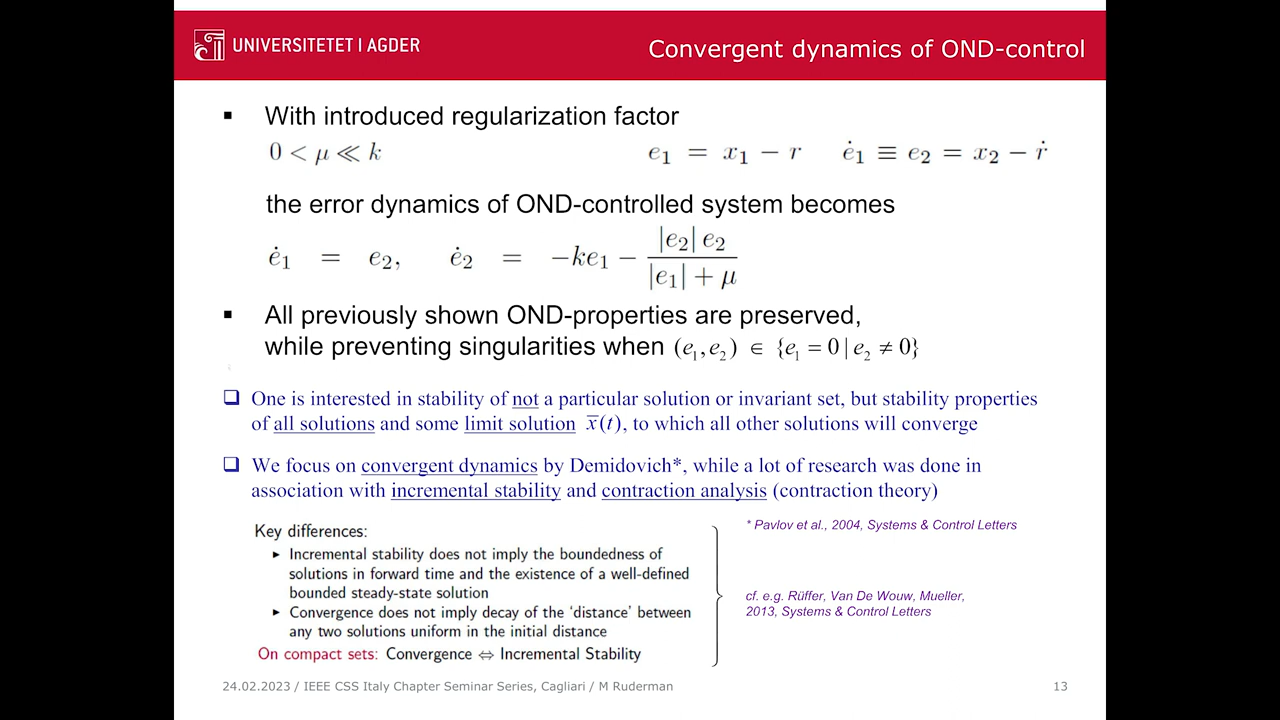 UNIVERSITETET I AGDER
Convergent dynamics of OND-control
▪ With introduced regularization factor
0 < μ ≪ k
e₁ = x₁ − r ė₁ ≡ e₂ = x₂ − ṙ
the error dynamics of OND-controlled system becomes
ė₁ = e₂, ė₂ = −ke₁ − |e₂| e₂ / (|e₁| + μ)
▪ All previously shown OND-properties are preserved,
while preventing singularities when (e₁, e₂) ∈ {e₁ = 0 | e₂ ≠ 0}
❑ One is interested in stability of not a particular solution or invariant set, but stability properties
of all solutions and some limit solution x̅(t), to which all other solutions will converge
❑ We focus on convergent dynamics by Demidovich*, while a lot of research was done in
association with incremental stability and contraction analysis (contraction theory)
Key differences:
▸ Incremental stability does not imply the boundedness of
solutions in forward time and the existence of a well-defined
bounded steady-state solution
▸ Convergence does not imply decay of the 'distance' between
any two solutions uniform in the initial distance
On compact sets: Convergence ⇔ Incremental Stability
* Pavlov et al., 2004, Systems & Control Letters
cf. e.g. Rüffer, Van De Wouw, Mueller,
2013, Systems & Control Letters
24.02.2023 / IEEE CSS Italy Chapter Seminar Series, Cagliari / M Ruderman
13